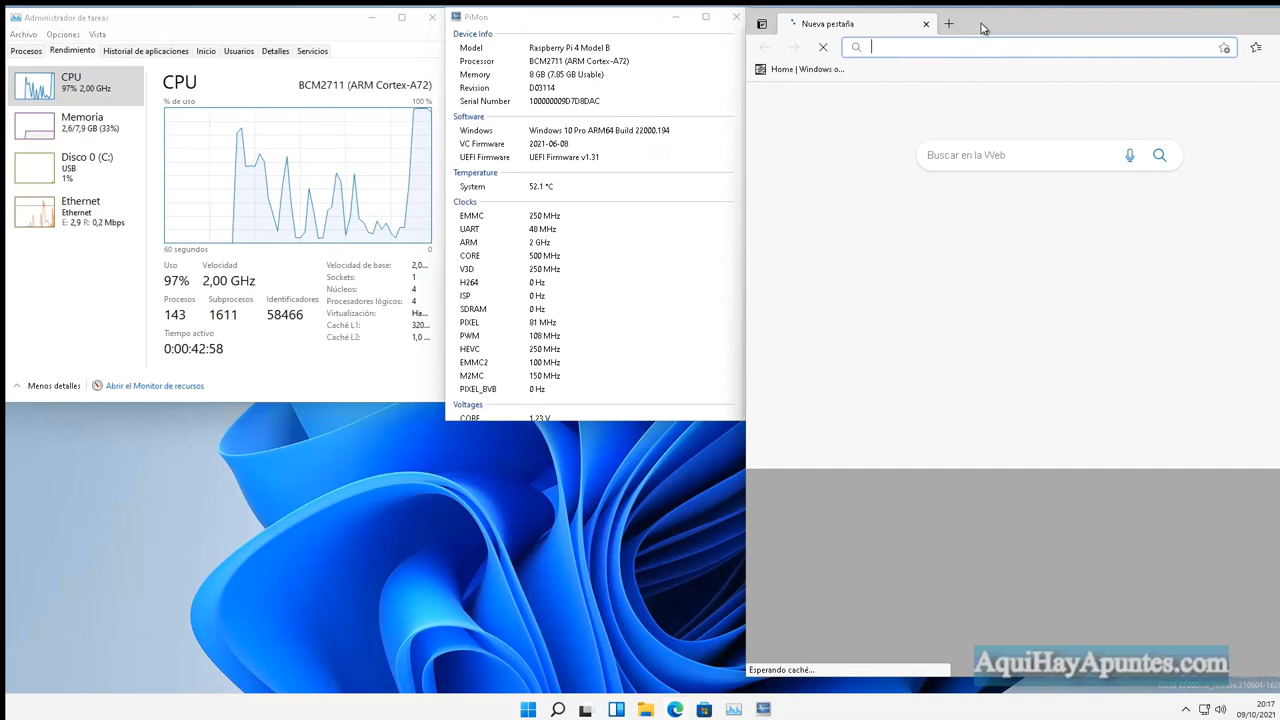 Administrador de tareas
Archivo Opciones Vista
Procesos Rendimiento Historial de aplicaciones Inicio Usuarios Detalles Servicios
CPU
97% 2,00 GHz
Memoria
2,6/7,9 GB (33%)
Disco 0 (C:)
USB
1%
Ethernet
Ethernet
E: 2,9 R: 0,2 Mbps
CPU
BCM2711 (ARM Cortex-A72)
% de uso
100 %
60 segundos
0
Uso Velocidad
97% 2,00 GHz
Procesos Subprocesos Identificadores
143 1611 58466
Tiempo activo
0:00:42:58
Velocidad de base: 2,0...
Sockets: 1
Núcleos: 4
Procesadores lógicos: 4
Virtualización: Ha...
Caché L1: 320...
Caché L2: 1,0 ...
Menos detalles
Abrir el Monitor de recursos
PiMon
Device Info
Model Raspberry Pi 4 Model B
Processor BCM2711 (ARM Cortex-A72)
Memory 8 GB (7.85 GB Usable)
Revision D03114
Serial Number 100000009D7D8DAC
Software
Windows Windows 10 Pro ARM64 Build 22000.194
VC Firmware 2021-06-08
UEFI Firmware UEFI Firmware v1.31
Temperature
System 52.1 °C
Clocks
EMMC 250 MHz
UART 48 MHz
ARM 2 GHz
CORE 500 MHz
V3D 250 MHz
H264 0 Hz
ISP 0 Hz
SDRAM 0 Hz
PIXEL 81 MHz
PWM 108 MHz
HEVC 250 MHz
EMMC2 100 MHz
M2MC 150 MHz
PIXEL_BVB 0 Hz
Voltages
CORE 1.23 V
Nueva pestaña
Home | Windows o...
Buscar en la Web
Esperando caché...
AquiHayApuntes.com
20:17
09/10/2021